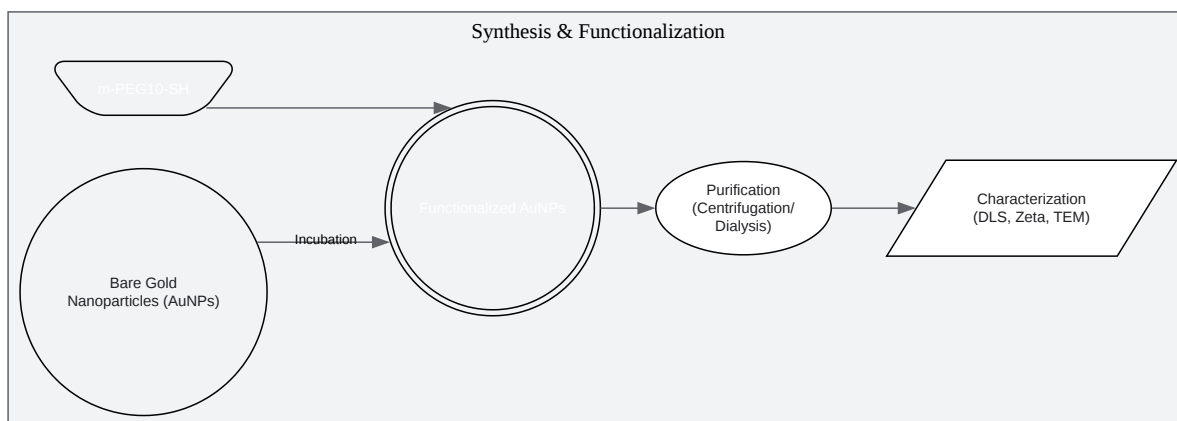 Synthesis & Functionalization
m-PEG10-SH
Functionalized AuNPs
Purification
(Centrifugation/
Dialysis)
Characterization
(DLS, Zeta, TEM)
Incubation
Bare Gold
Nanoparticles (AuNPs)